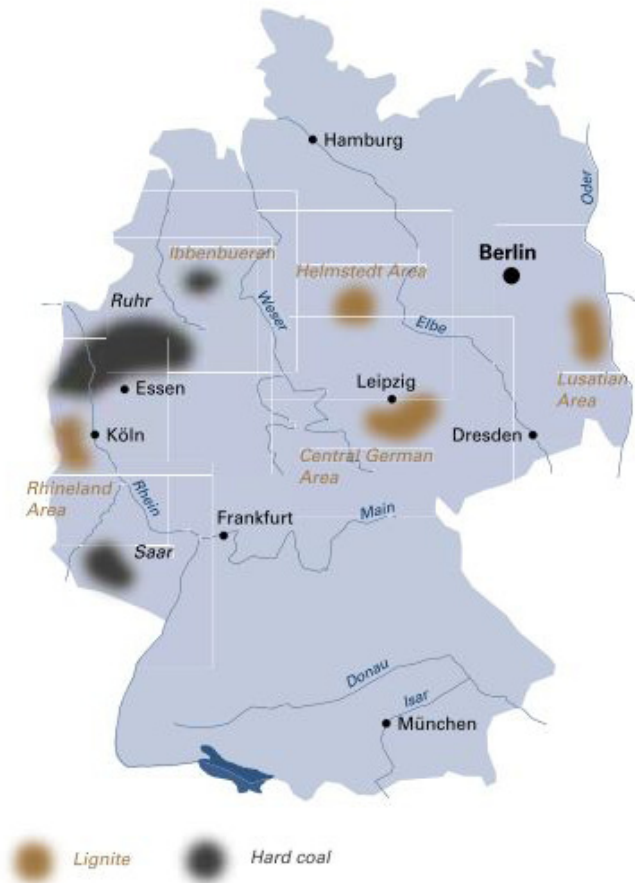 Hamburg
Oder
Ibbenbueren
Helmstedt Area
Berlin
Ruhr
Weser
Elbe
Essen
Leipzig
Lusatian
Area
Köln
Dresden
Central German
Area
Rhineland
Area
Rhein
Frankfurt
Main
Saar
Donau
Isar
München
Lignite
Hard coal